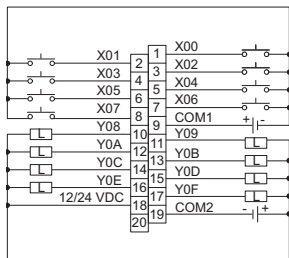 X01 1 X00
2
X03 3 X02
4
X05 5 X04
6
X07 7 X06
8 COM1 + -
Y08 9 Y09
L 10 L
Y0A 11 Y0B
L 12 L
Y0C 13 Y0D
L 14 L
Y0E 15 Y0F
L 16 L
12/24 VDC 17 COM2
18 - +
19
20